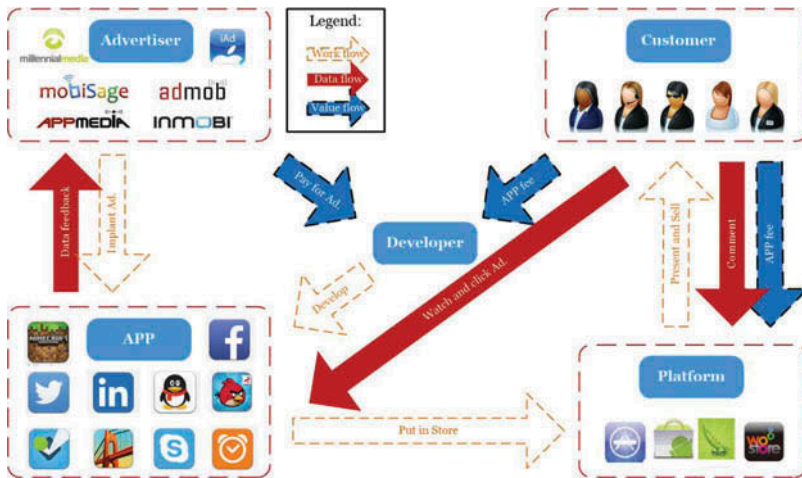 Advertiser
iAd
millennialmedia
mobiSage
admob
APPMEDIA
INMOBI
Legend:
Work flow
Data flow
Value flow
Customer
Data feedback
Implant Ad.
Pay for Ad.
APP fee
Developer
Develop
Watch and click Ad.
Present and Sell
Comment
APP fee
APP
Put in Store
Platform
wo
store